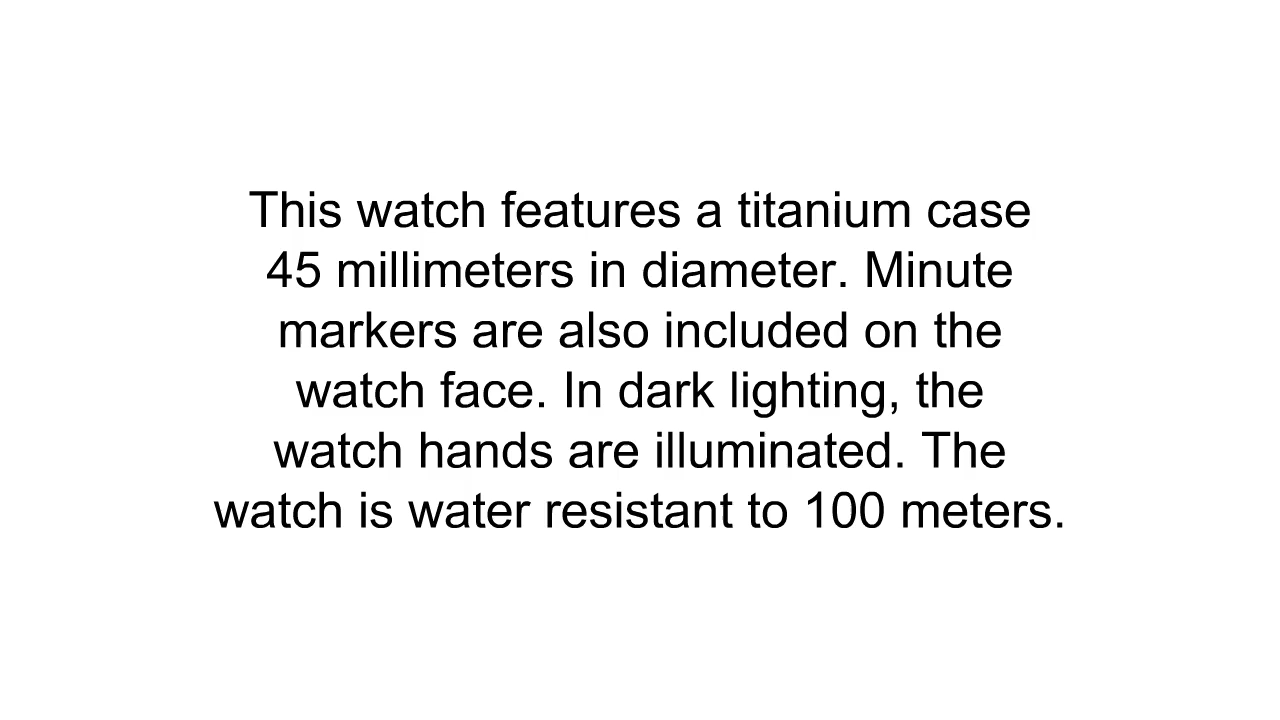 This watch features a titanium case
45 millimeters in diameter. Minute
markers are also included on the
watch face. In dark lighting, the
watch hands are illuminated. The
watch is water resistant to 100 meters.